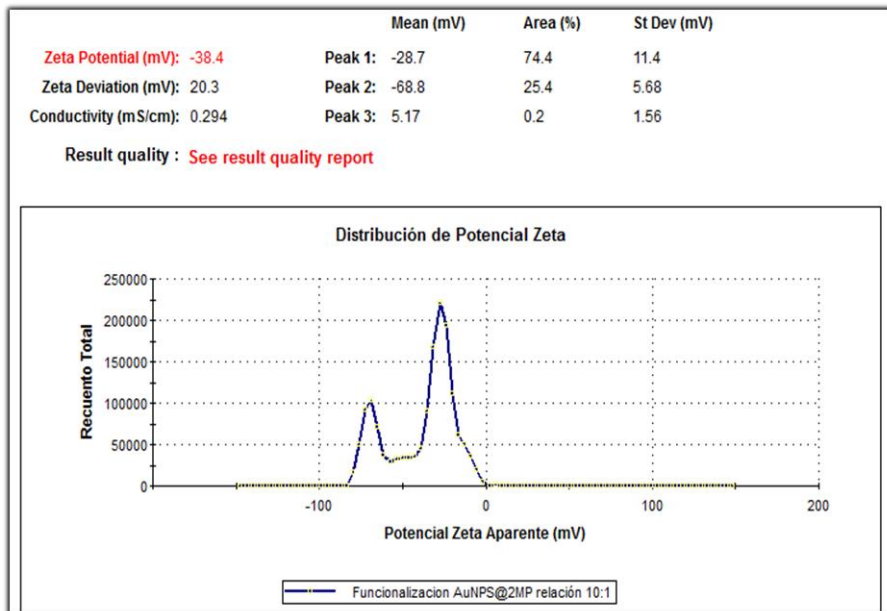 Mean (mV) Area (%) St Dev (mV)
Zeta Potential (mV): -38.4 Peak 1: -28.7 74.4 11.4
Zeta Deviation (mV): 20.3 Peak 2: -68.8 25.4 5.68
Conductivity (mS/cm): 0.294 Peak 3: 5.17 0.2 1.56
Result quality : See result quality report
Distribución de Potencial Zeta
250000
200000
150000
100000
50000
0
Recuento Total
-100 0 100 200
Potencial Zeta Aparente (mV)
Funcionalizacion AuNPS@2MP relación 10:1